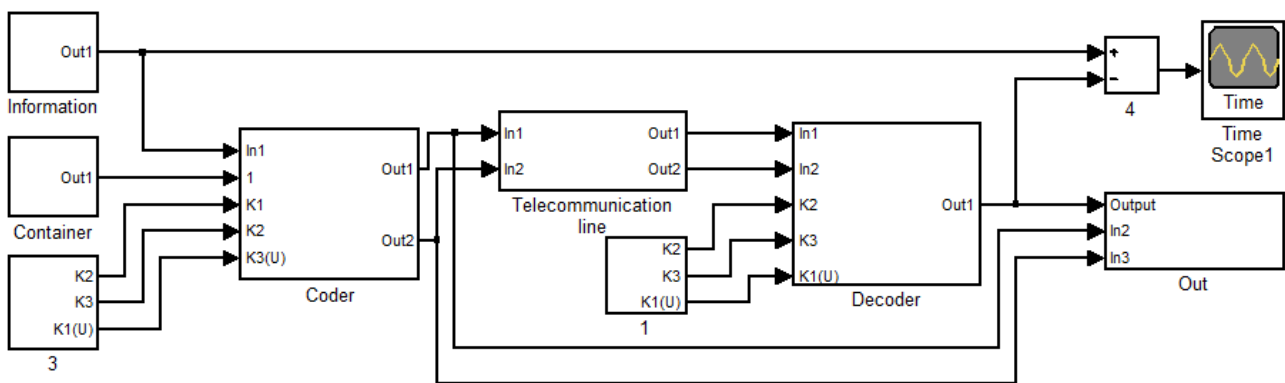 Out1
Information
Out1
Container
K2
K3
K1(U)
3
In1
1
K1
K2
K3(U)
Out1
Out2
Coder
In1
In2
Out1
Out2
Telecommunication
line
K2
K3
K1(U)
1
In1
In2
K2
K3
K1(U)
Out1
Decoder
+
−
4
Time
Time
Scope1
Output
In2
In3
Out